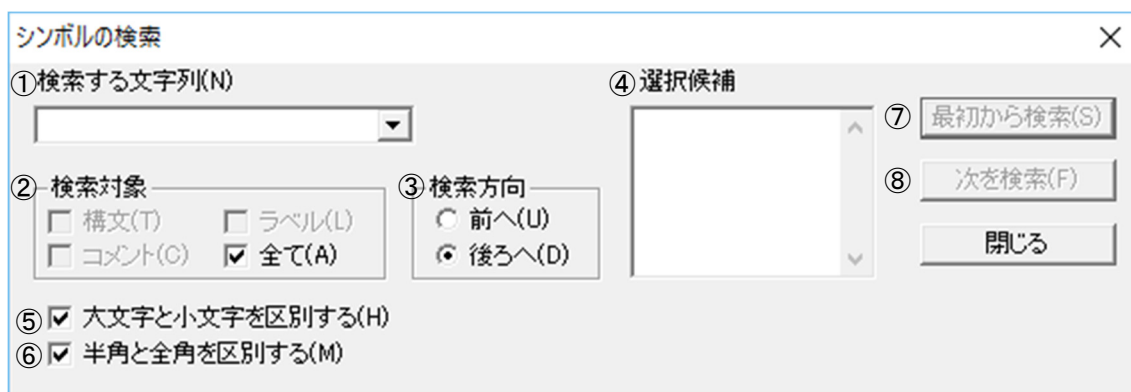 シンボルの検索
①検索する文字列(N)
④選択候補
⑦最初から検索(S)
②検索対象
③検索方向
⑧次を検索(F)
構文(T) ラベル(L)
前へ(U)
コメント(C) 全て(A)
後ろへ(D)
閉じる
⑤大文字と小文字を区別する(H)
⑥半角と全角を区別する(M)